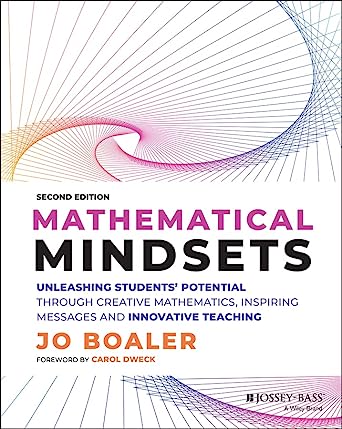 SECOND EDITION
MATHEMATICAL
MINDSETS
UNLEASHING STUDENTS' POTENTIAL
THROUGH CREATIVE MATHEMATICS, INSPIRING
MESSAGES AND INNOVATIVE TEACHING
JO BOALER
FOREWORD BY CAROL DWECK
JOSSEY-BASS
A Wiley Brand